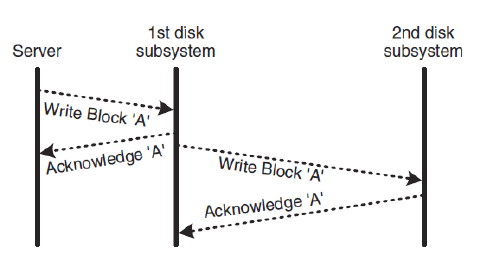 Server
1st disk
subsystem
2nd disk
subsystem
Write Block 'A'
Acknowledge 'A'
Write Block 'A'
Acknowledge 'A'